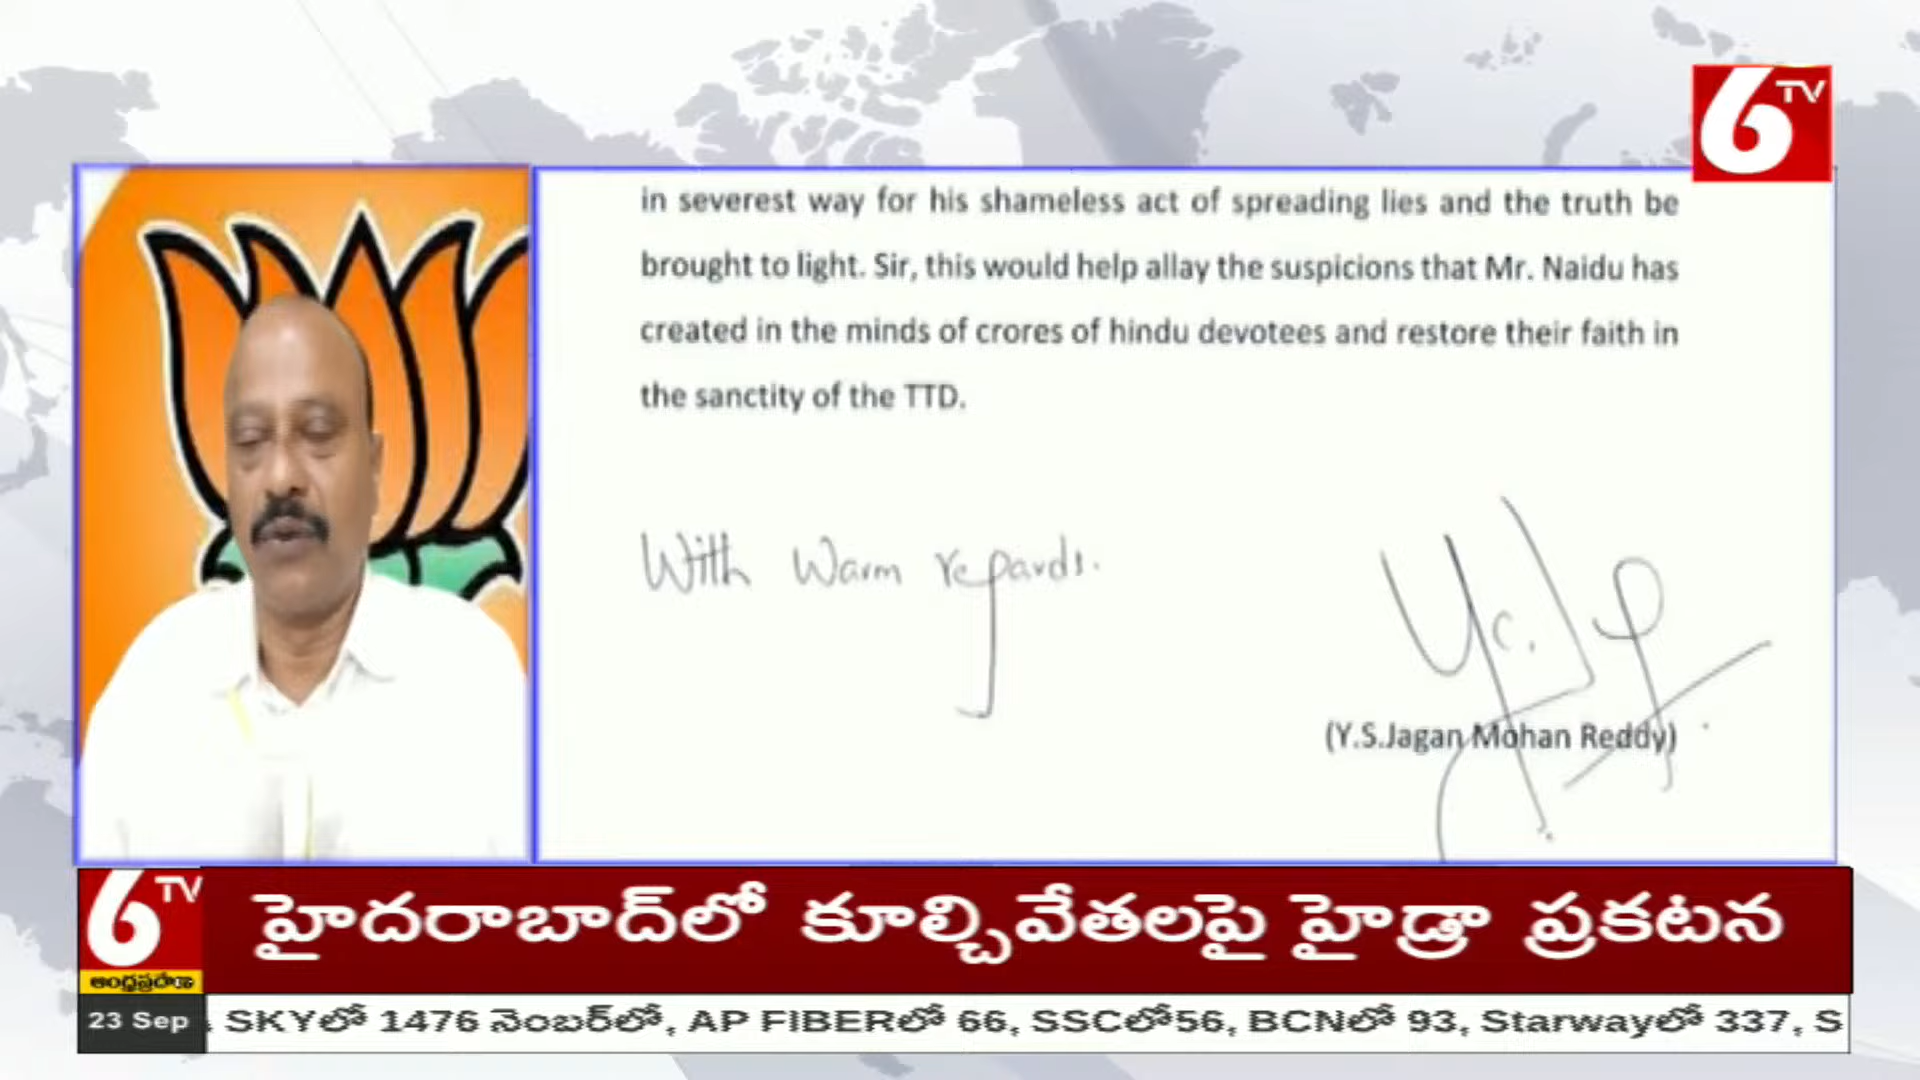 6TV
in severest way for his shameless act of spreading lies and the truth be
brought to light. Sir, this would help allay the suspicions that Mr. Naidu has
created in the minds of crores of hindu devotees and restore their faith in
the sanctity of the TTD.
With Warm regards.
(Y.S.Jagan Mohan Reddy)
6TV
హైదరాబాద్‌లో కూల్చివేతలపై హైడ్రా ప్రకటన
23 Sep
SKYలో 1476 నెంబర్‌లో, AP FIBERలో 66, SSCలో56, BCNలో 93, Starwayలో 337, S